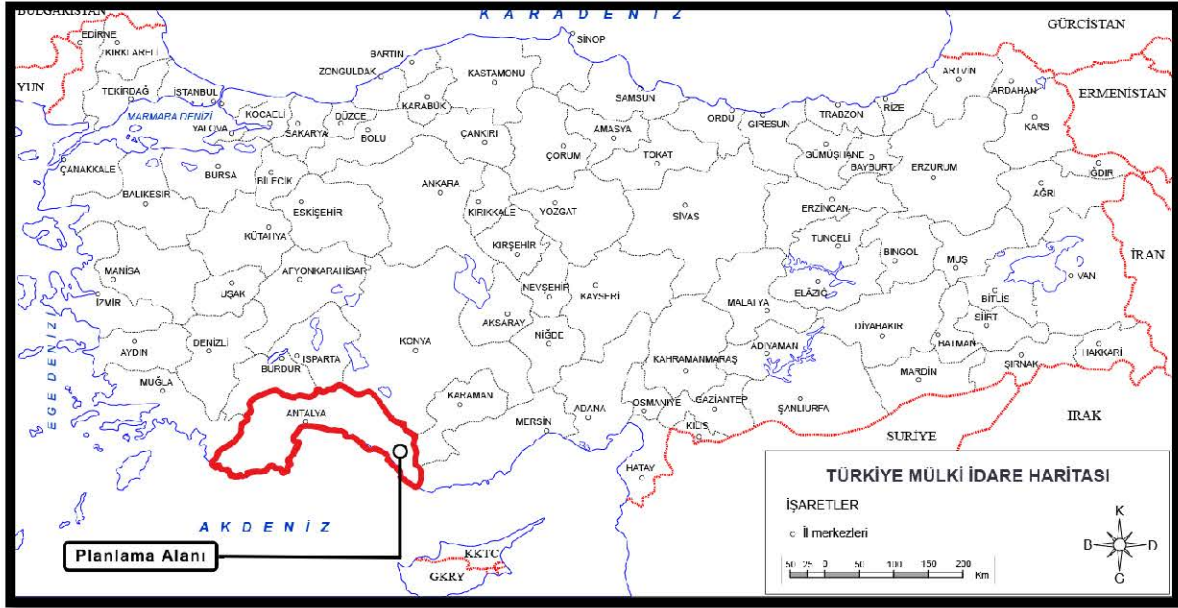 BULGARİSTAN
K A R A D E N İ Z
GÜRCİSTAN
EDİRNE
KIRKLARELİ
SİNOP
BARTIN
ZONGULDAK
KASTAMONU
ARTVİN
ARDAHAN
YUN
TEKİRDAĞ
İSTANBUL
KARABÜK
SAMSUN
ERMENİSTAN
MARMARA DENİZİ
KOCAELİ
DÜZCE
ORDU
GİRESUN
TRABZON
RİZE
KARS
YALOVA
SAKARYA
BOLU
ÇANKIRI
AMASYA
ÇORUM
TOKAT
GÜMÜŞHANE
BAYBURT
ERZURUM
IĞDIR
ÇANAKKALE
BURSA
BİLECİK
ANKARA
AĞRI
BALIKESİR
ESKİŞEHİR
KIRIKKALE
YOZGAT
SİVAS
ERZİNCAN
KÜTAHYA
KIRŞEHİR
TUNCELİ
BİNGÖL
MUŞ
İRAN
MANİSA
AFYONKARAHİSAR
UŞAK
NEVŞEHİR
KAYSERİ
ELAZIĞ
VAN
İZMİR
MALATYA
BİTLİS
EGE DENİZİ
AKSARAY
NİĞDE
DİYARBAKIR
SİİRT
BATMAN
AYDIN
DENİZLİ
ISPARTA
BURDUR
KONYA
KAHRAMANMARAŞ
ADIYAMAN
HAKKARİ
ŞIRNAK
MARDİN
MUĞLA
ANTALYA
KARAMAN
MERSİN
ADANA
OSMANİYE
GAZİANTEP
ŞANLIURFA
KİLİS
SURİYE
IRAK
HATAY
A K D E N İ Z
Planlama Alanı
KKTC
GKRY
TÜRKİYE MÜLKİ İDARE HARİTASI
İŞARETLER
İl merkezleri
50 25 0 50 100 150 200
Km
K
B D
G